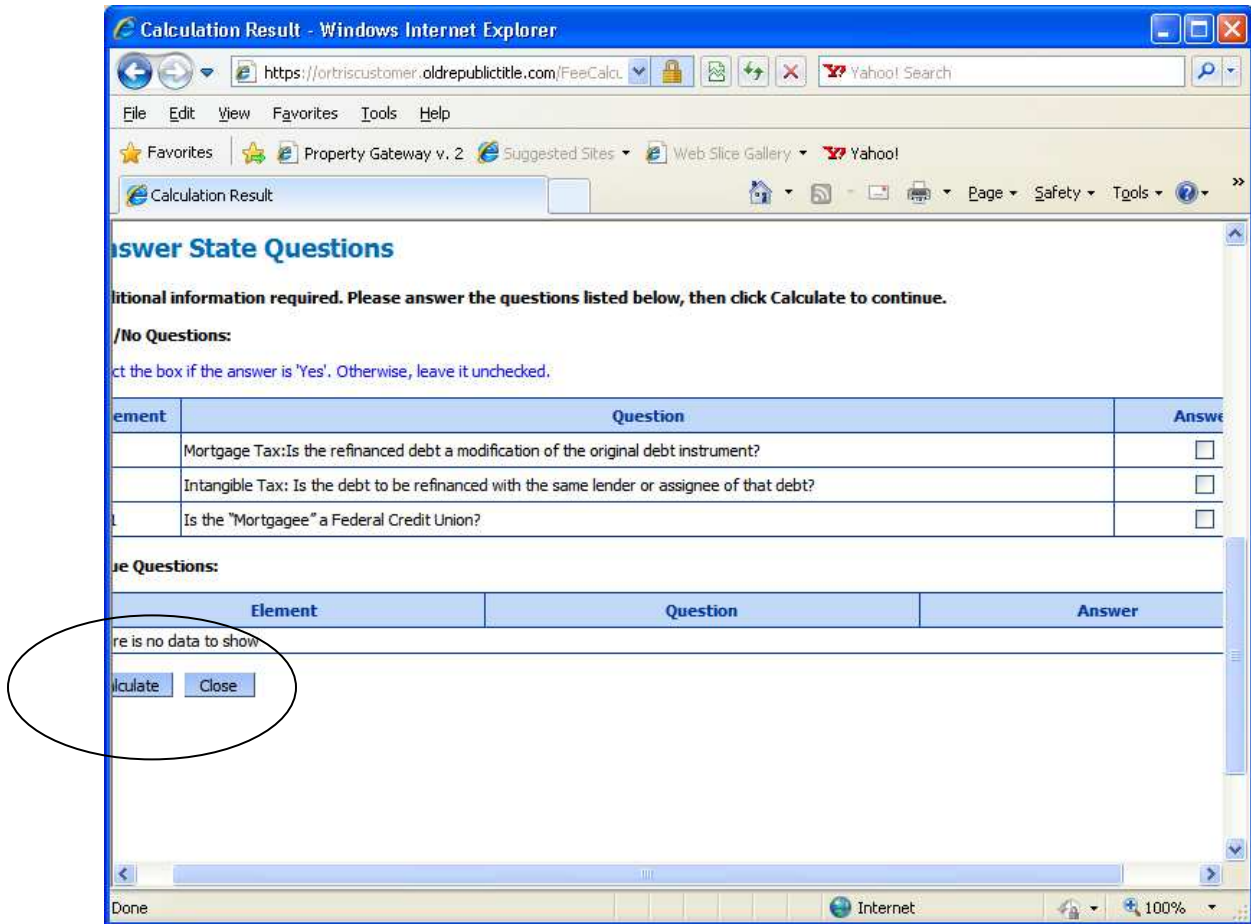 Calculation Result - Windows Internet Explorer
https://ortriscustomer.oldrepublictitle.com/FeeCalcu
Yahoo! Search
File Edit View Favorites Tools Help
Favorites Property Gateway v. 2 Suggested Sites Web Slice Gallery Yahoo!
Calculation Result Page Safety Tools »
nswer State Questions
ditional information required. Please answer the questions listed below, then click Calculate to continue.
/No Questions:
ct the box if the answer is 'Yes'. Otherwise, leave it unchecked.
ement Question Answe
Mortgage Tax:Is the refinanced debt a modification of the original debt instrument?
Intangible Tax: Is the debt to be refinanced with the same lender or assignee of that debt?
1 Is the "Mortgagee" a Federal Credit Union?
ue Questions:
Element Question Answer
re is no data to show
lculate Close
Done Internet 100%